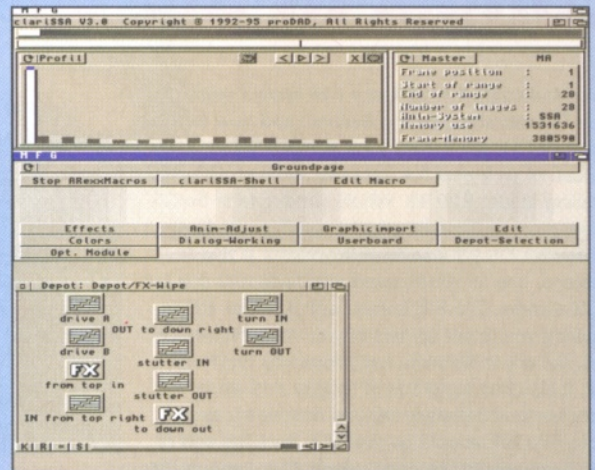 M F G
clariSSA V3.0 Copyright © 1992-95 proDAD, All Rights Reserved
Profil
Master MA
Frame position : 1
Start of range : 1
End of range : 28
Number of Images : 28
Anim-System : SSA
Memory use 1531636
Frame-Memory 380590
M F G
Groundpage
Stop ARexxMacros clariSSA-Shell Edit Macro
Effects Anim-Adjust Graphicimport Edit
Colors Dialog-Working Userboard Depot-Selection
Opt. Module
Depot: Depot/FX-Wipe
drive A
OUT to down right
turn IN
drive B
stutter IN
turn OUT
FX
from top in
stutter OUT
IN from top right
FX
to down out
K R = S